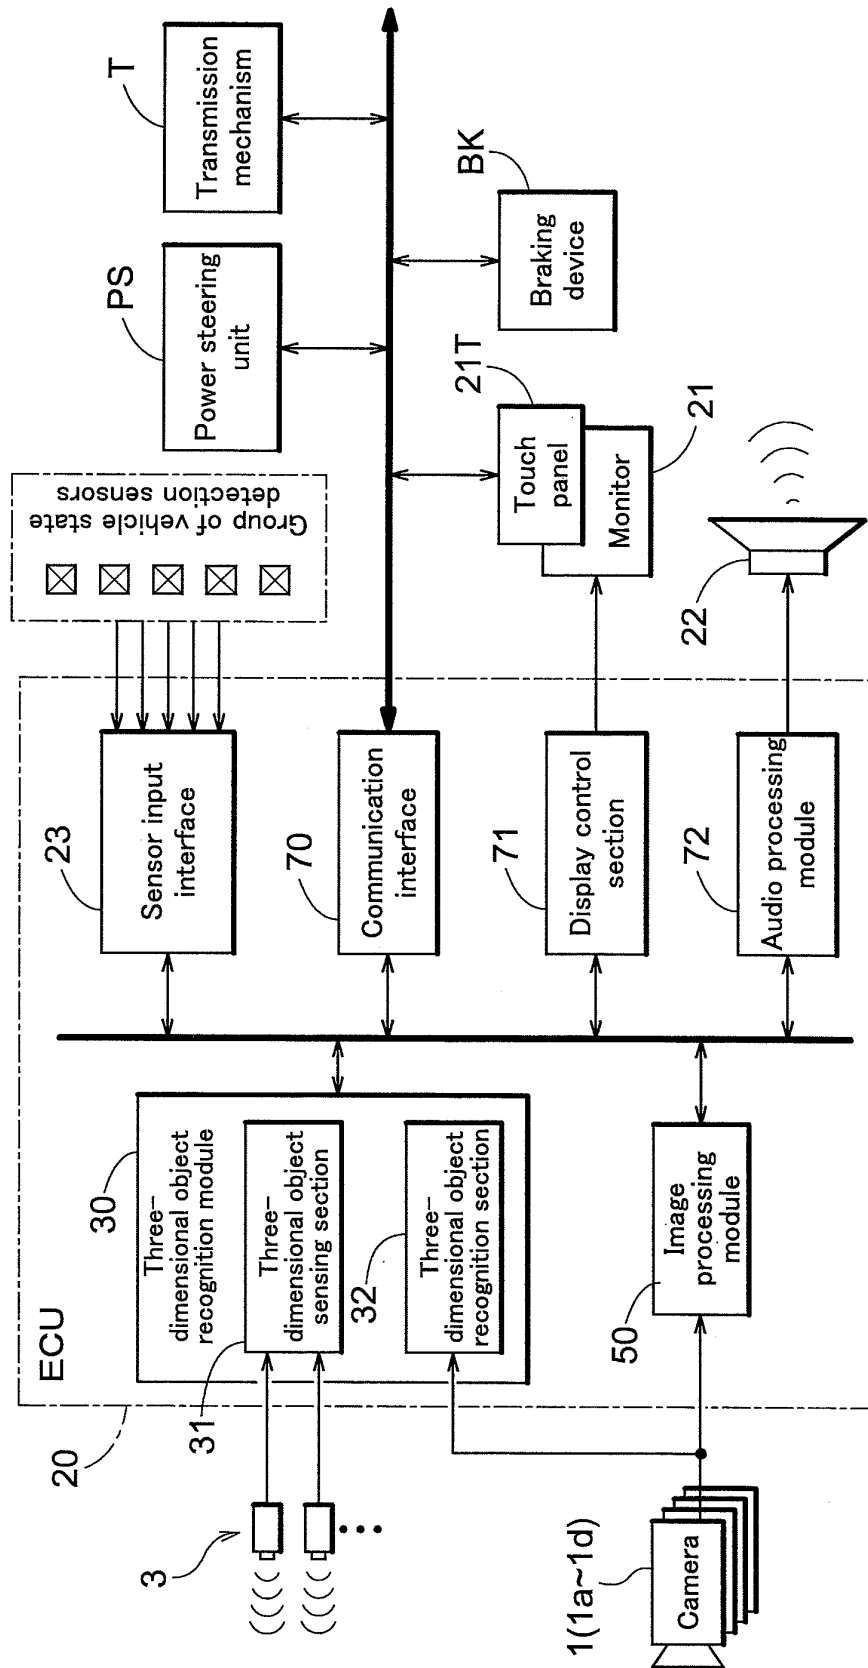 20
ECU
3
31
30
Three-
dimensional object
recognition module
Three-
dimensional object
sensing section
32
Three-
dimensional object
recognition section
1(1a~1d)
Camera
50
Image
processing
module
23
Sensor input
interface
70
Communication
interface
71
Display control
section
72
Audio processing
module
Group of vehicle state
detection sensors
PS
Power steering
unit
T
Transmission
mechanism
21T
Touch
panel
21
Monitor
22
BK
Braking
device